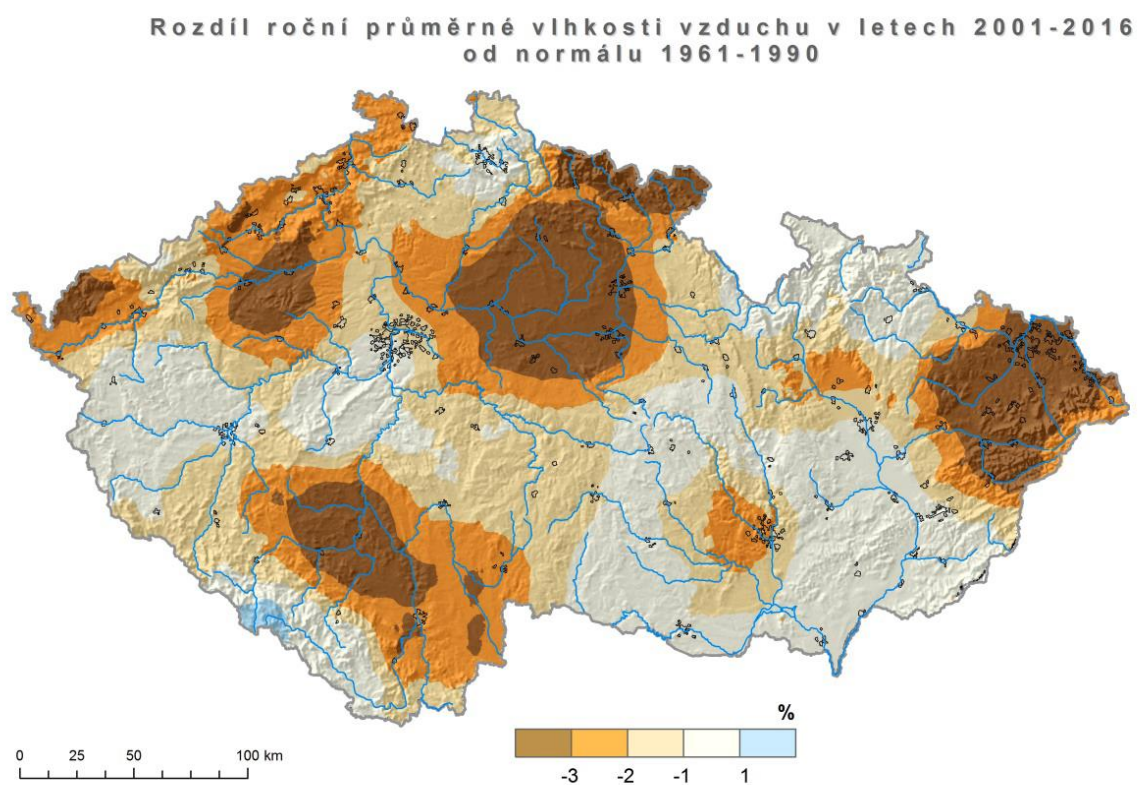 Rozdíl roční průměrné vlhkosti vzduchu v letech 2001-2016
od normálu 1961-1990
%
-3 -2 -1 1
0 25 50 100 km